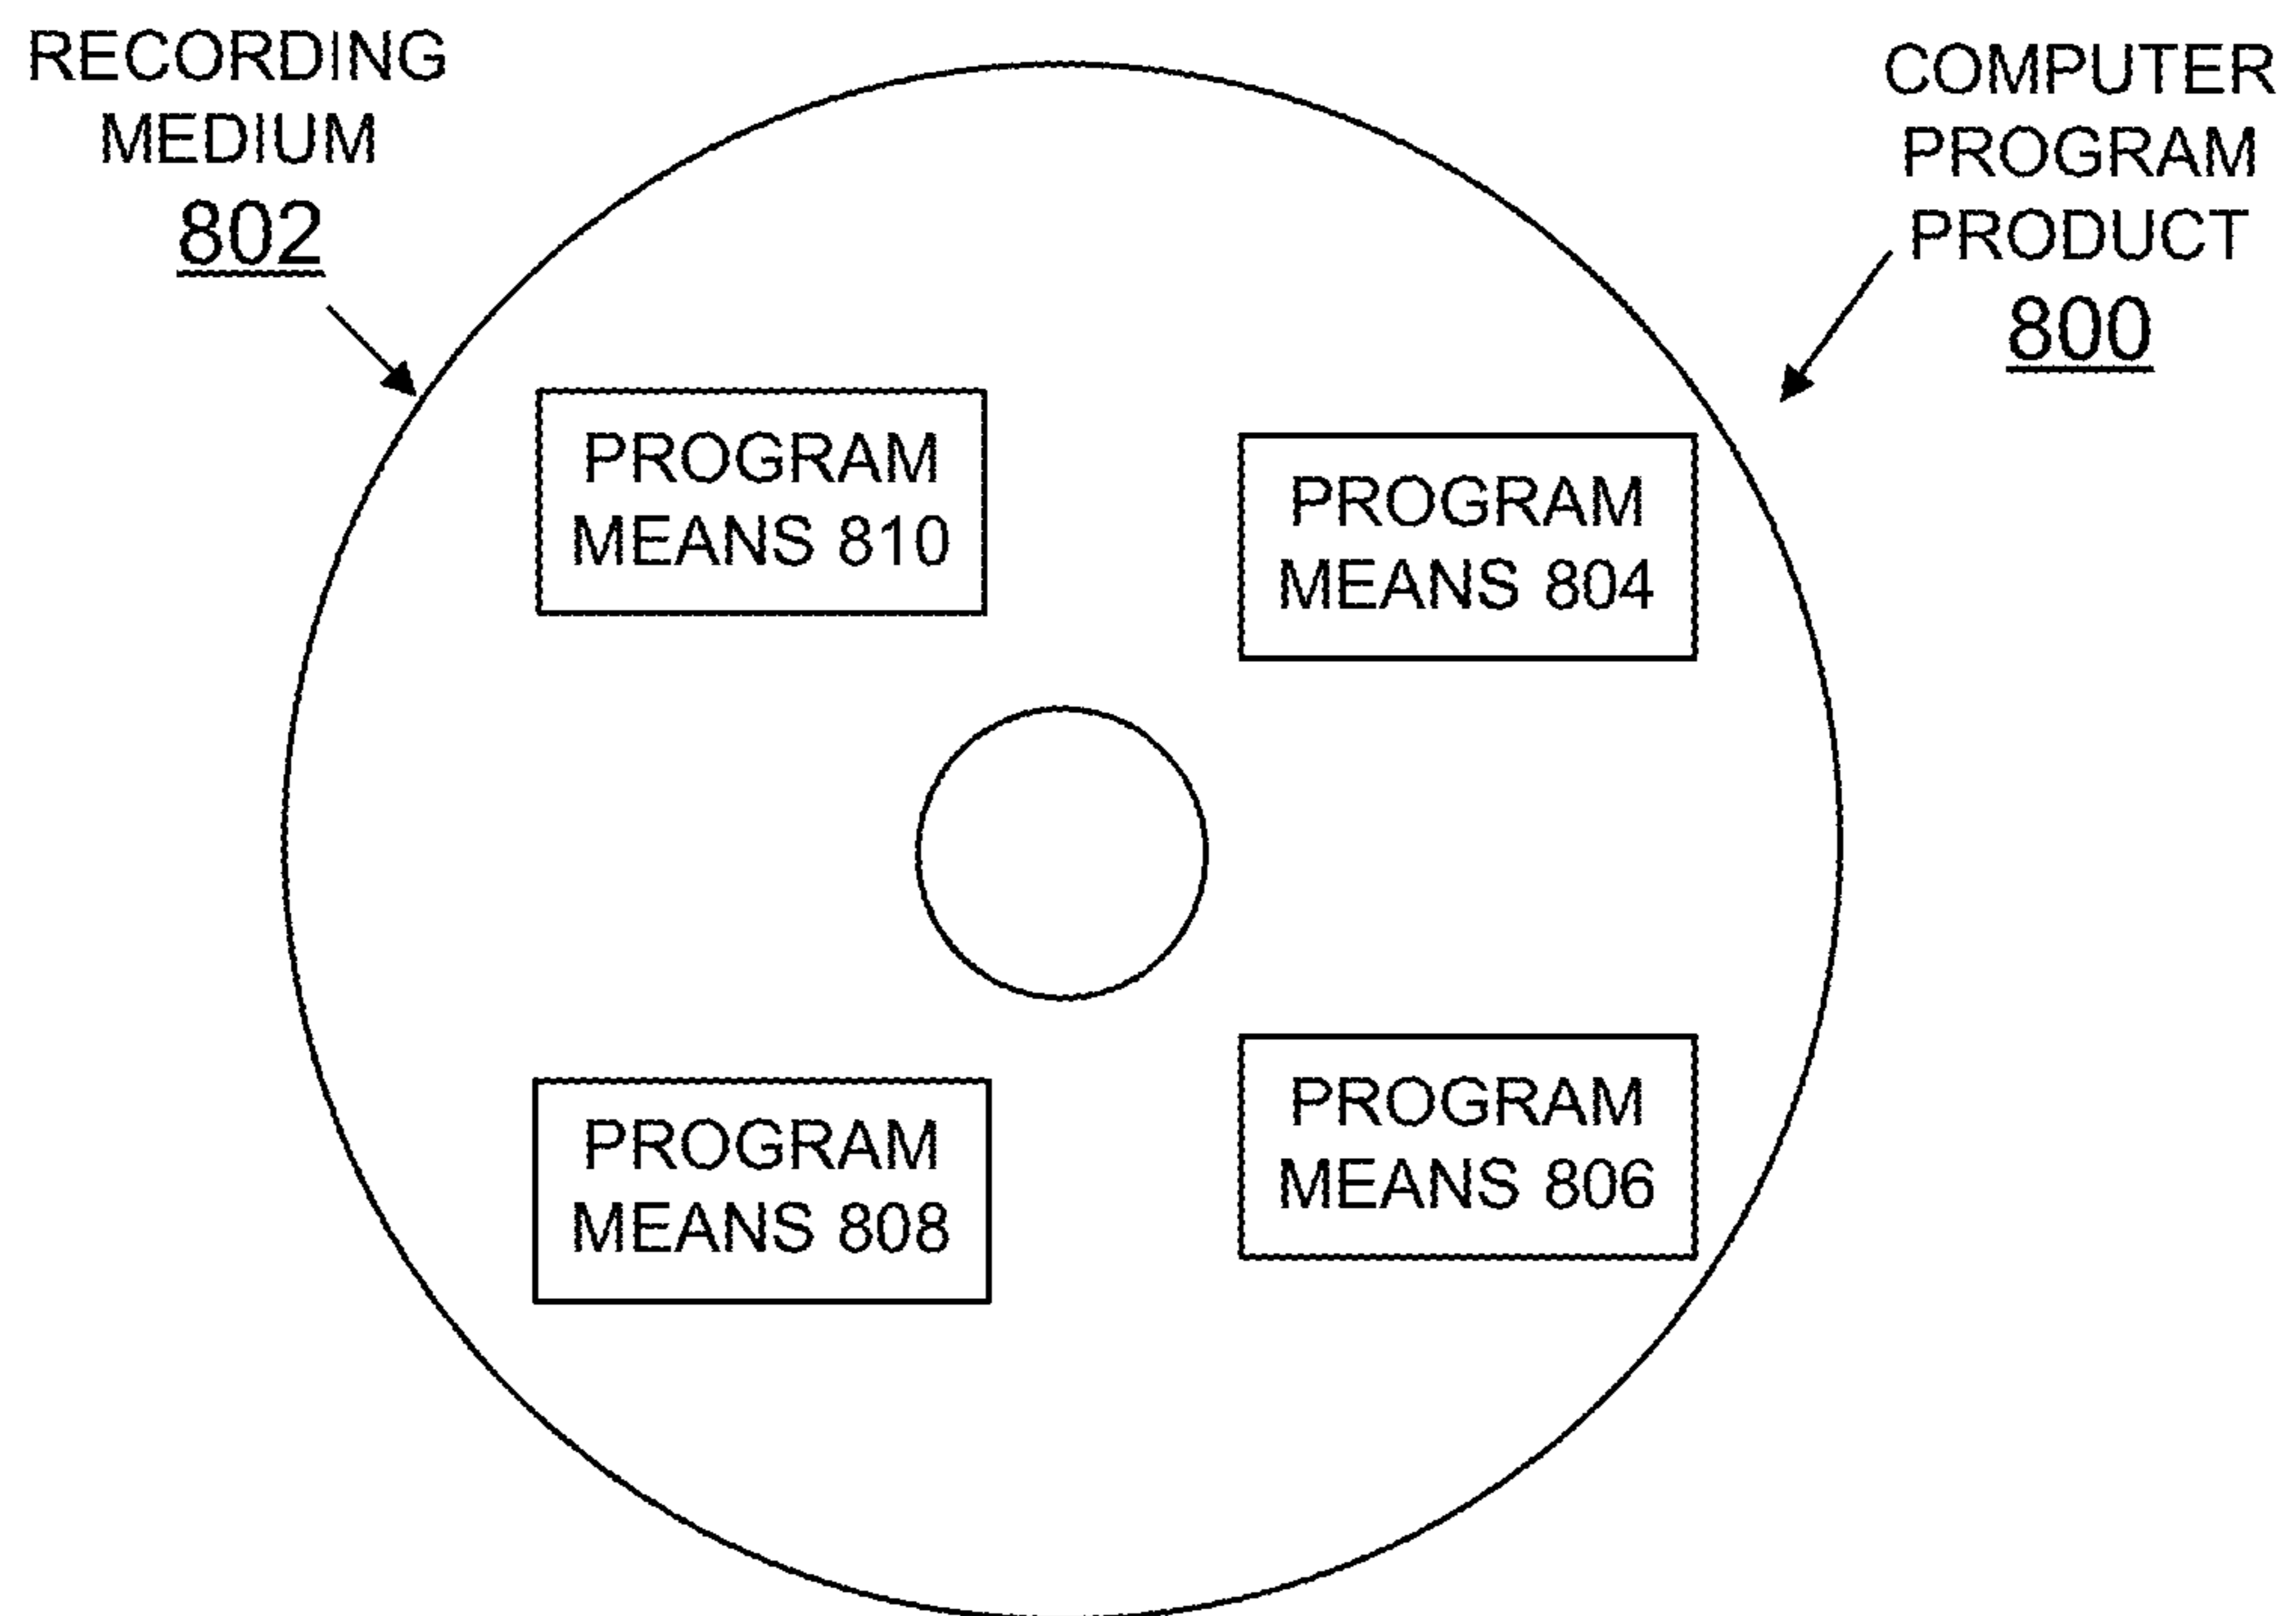 RECORDING
MEDIUM
802
COMPUTER
PROGRAM
PRODUCT
800
PROGRAM
MEANS 810
PROGRAM
MEANS 804
PROGRAM
MEANS 808
PROGRAM
MEANS 806